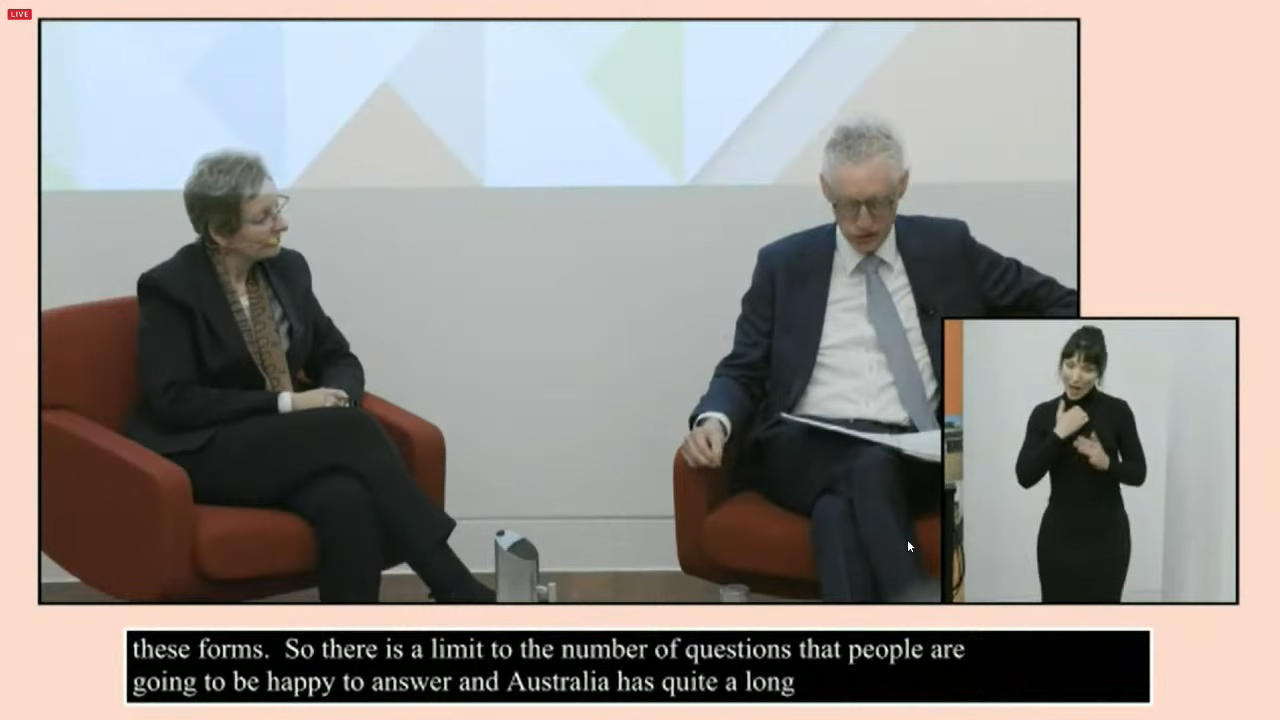 LIVE
these forms.  So there is a limit to the number of questions that people are
going to be happy to answer and Australia has quite a long